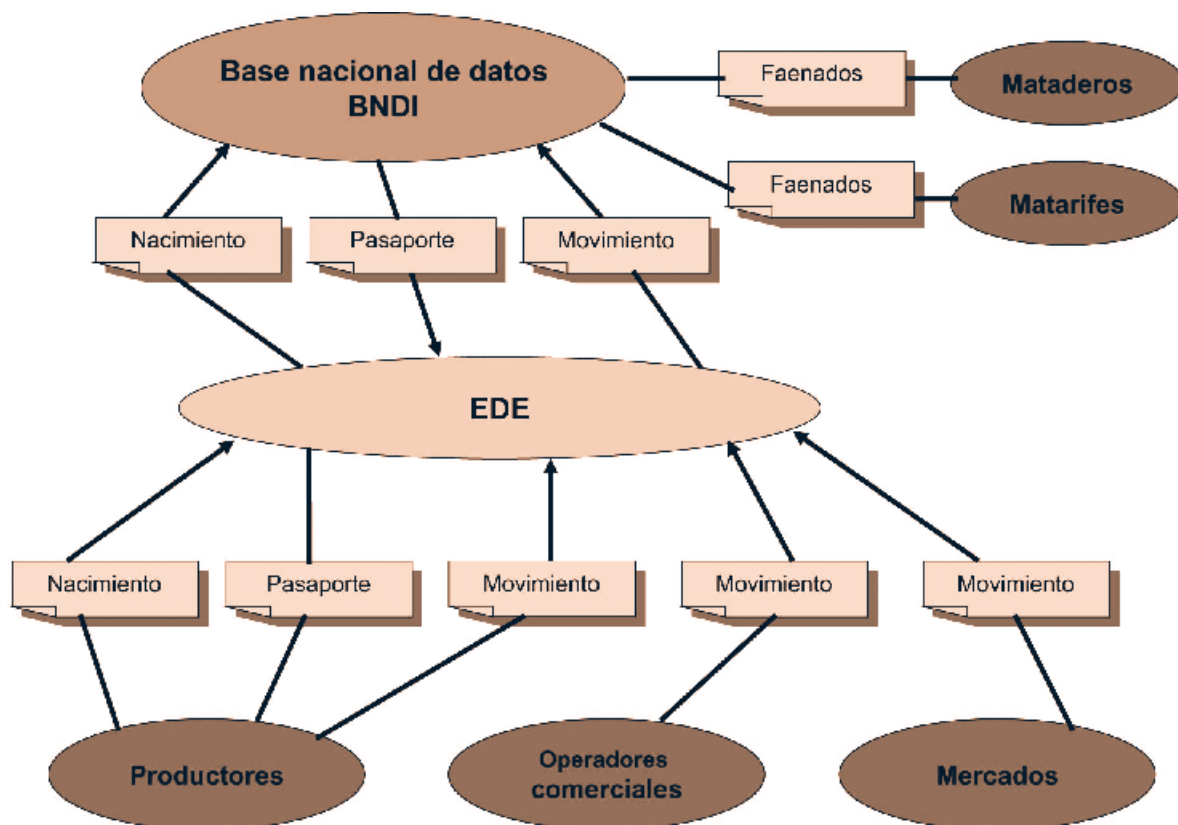 Base nacional de datos
BNDI
Faenados
Mataderos
Faenados
Matarifes
Nacimiento
Pasaporte
Movimiento
EDE
Nacimiento
Pasaporte
Movimiento
Movimiento
Movimiento
Productores
Operadores
comerciales
Mercados